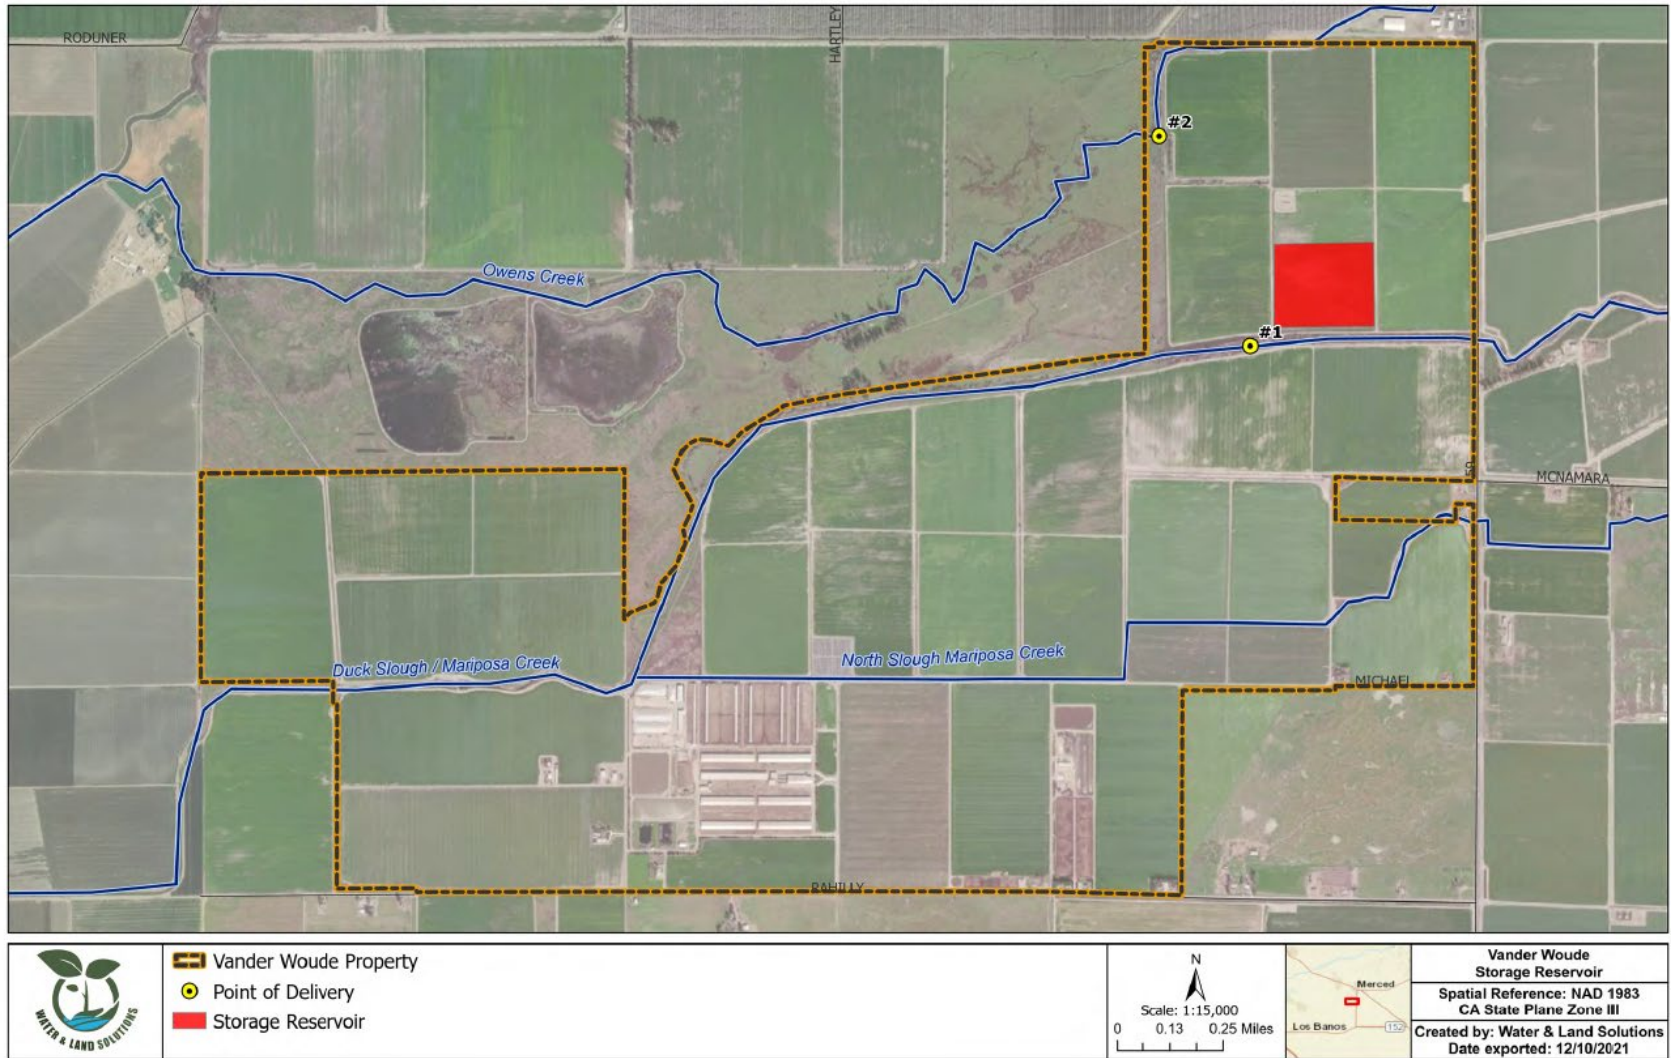 RODUNER
HARTLEY
#2
Owens Creek
#1
59
MCNAMARA
Duck Slough / Mariposa Creek
North Slough Mariposa Creek
MICHAEL
RAHILLY
WATER & LAND SOLUTIONS
Vander Woude Property
Point of Delivery
Storage Reservoir
N
Scale: 1:15,000
0 0.13 0.25 Miles
Merced
Los Banos
152
Vander Woude
Storage Reservoir
Spatial Reference: NAD 1983
CA State Plane Zone III
Created by: Water & Land Solutions
Date exported: 12/10/2021